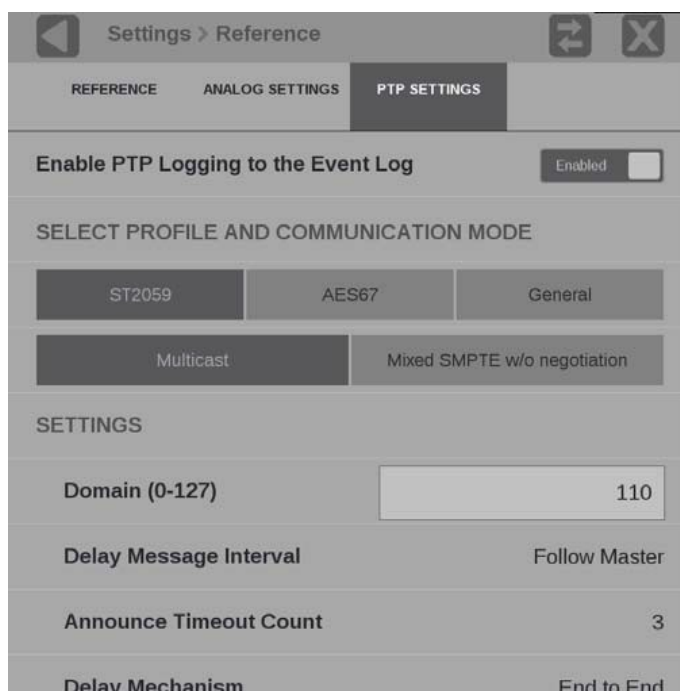 Settings > Reference
REFERENCE ANALOG SETTINGS PTP SETTINGS
Enable PTP Logging to the Event Log Enabled
SELECT PROFILE AND COMMUNICATION MODE
ST2059 AES67 General
Multicast Mixed SMPTE w/o negotiation
SETTINGS
Domain (0-127) 110
Delay Message Interval Follow Master
Announce Timeout Count 3
Delay Mechanism End to End